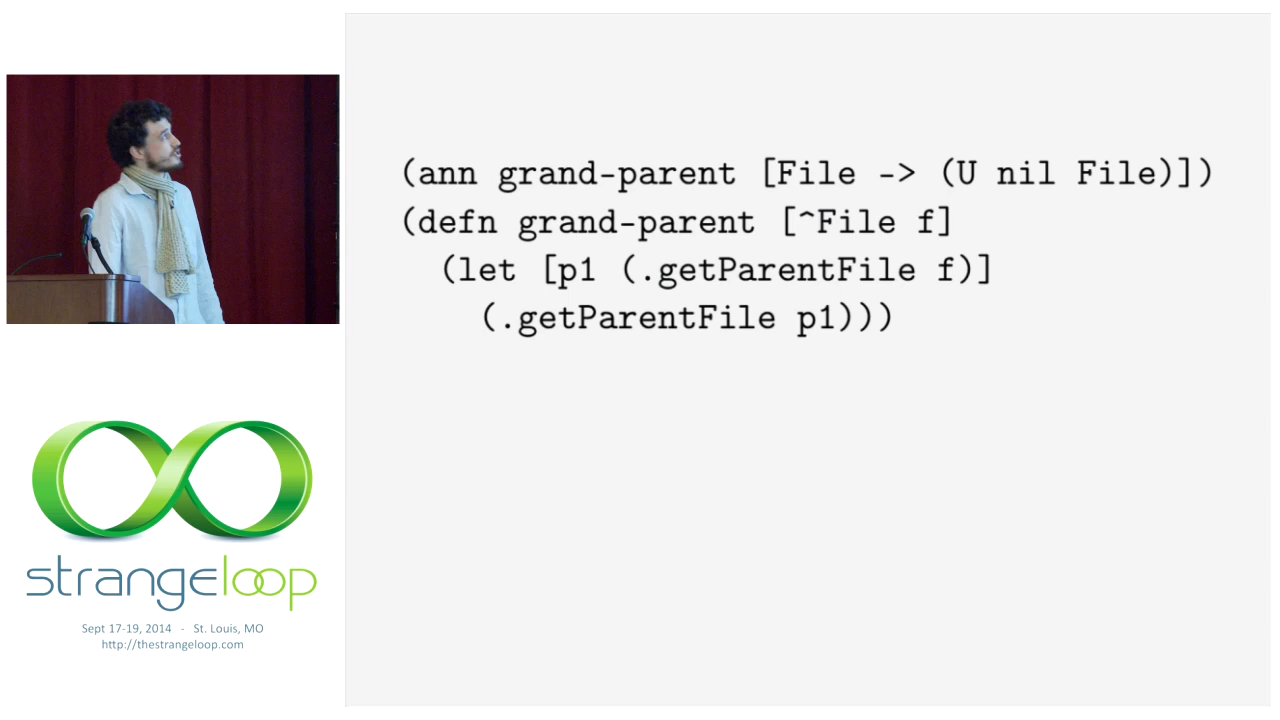 (ann grand-parent [File -> (U nil File)])
(defn grand-parent [^File f]
  (let [p1 (.getParentFile f)]
    (.getParentFile p1)))
strangeloop
Sept 17-19, 2014 - St. Louis, MO
http://thestrangeloop.com